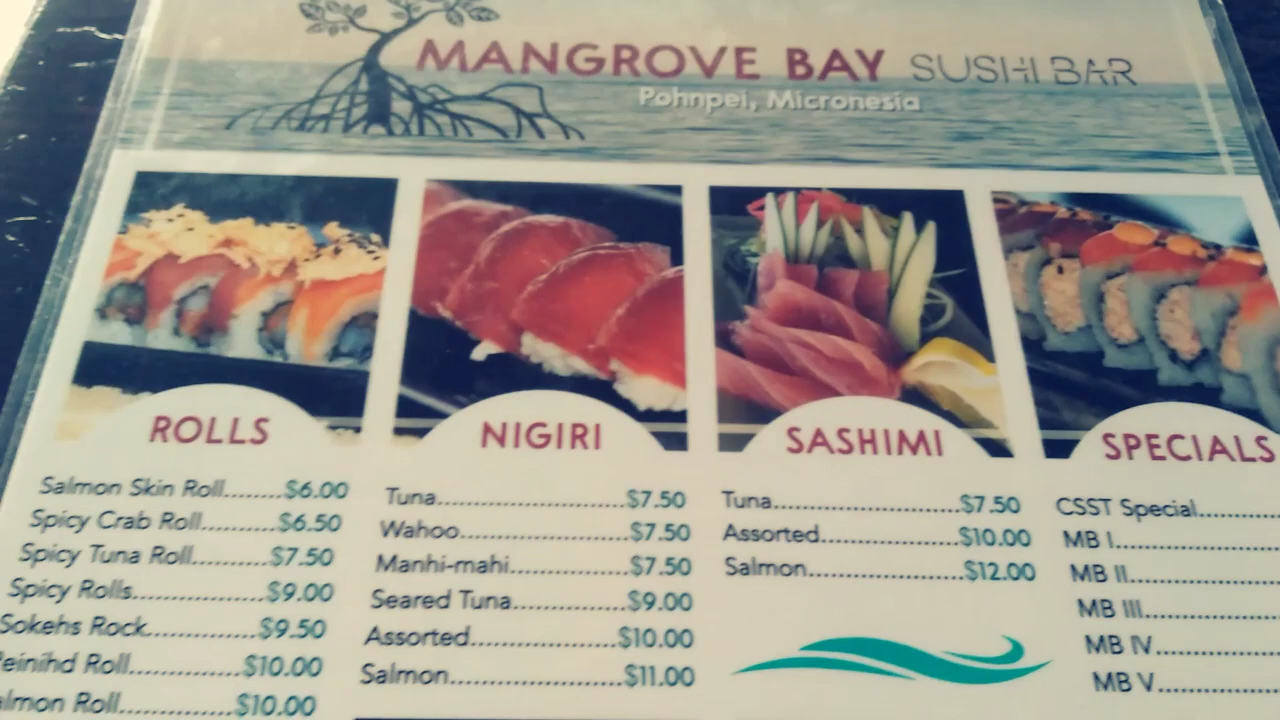 MANGROVE BAY SUSHI BAR
Pohnpei, Micronesia
ROLLS
Salmon Skin Roll........$6.00
Spicy Crab Roll...........$6.50
Spicy Tuna Roll...........$7.50
Spicy Rolls...................$9.00
Sokehs Rock...............$9.50
Roll................$10.00
Roll................$10.00
NIGIRI
Tuna...........................$7.50
Wahoo........................$7.50
Manhi-mahi.................$7.50
Seared Tuna................$9.00
Assorted.....................$10.00
Salmon.......................$11.00
SASHIMI
Tuna...........................$7.50
Assorted.....................$10.00
Salmon.......................$12.00
SPECIALS
CSST Special...........
MB I........................
MB II.......................
MB III......................
MB IV.....................
MB V......................